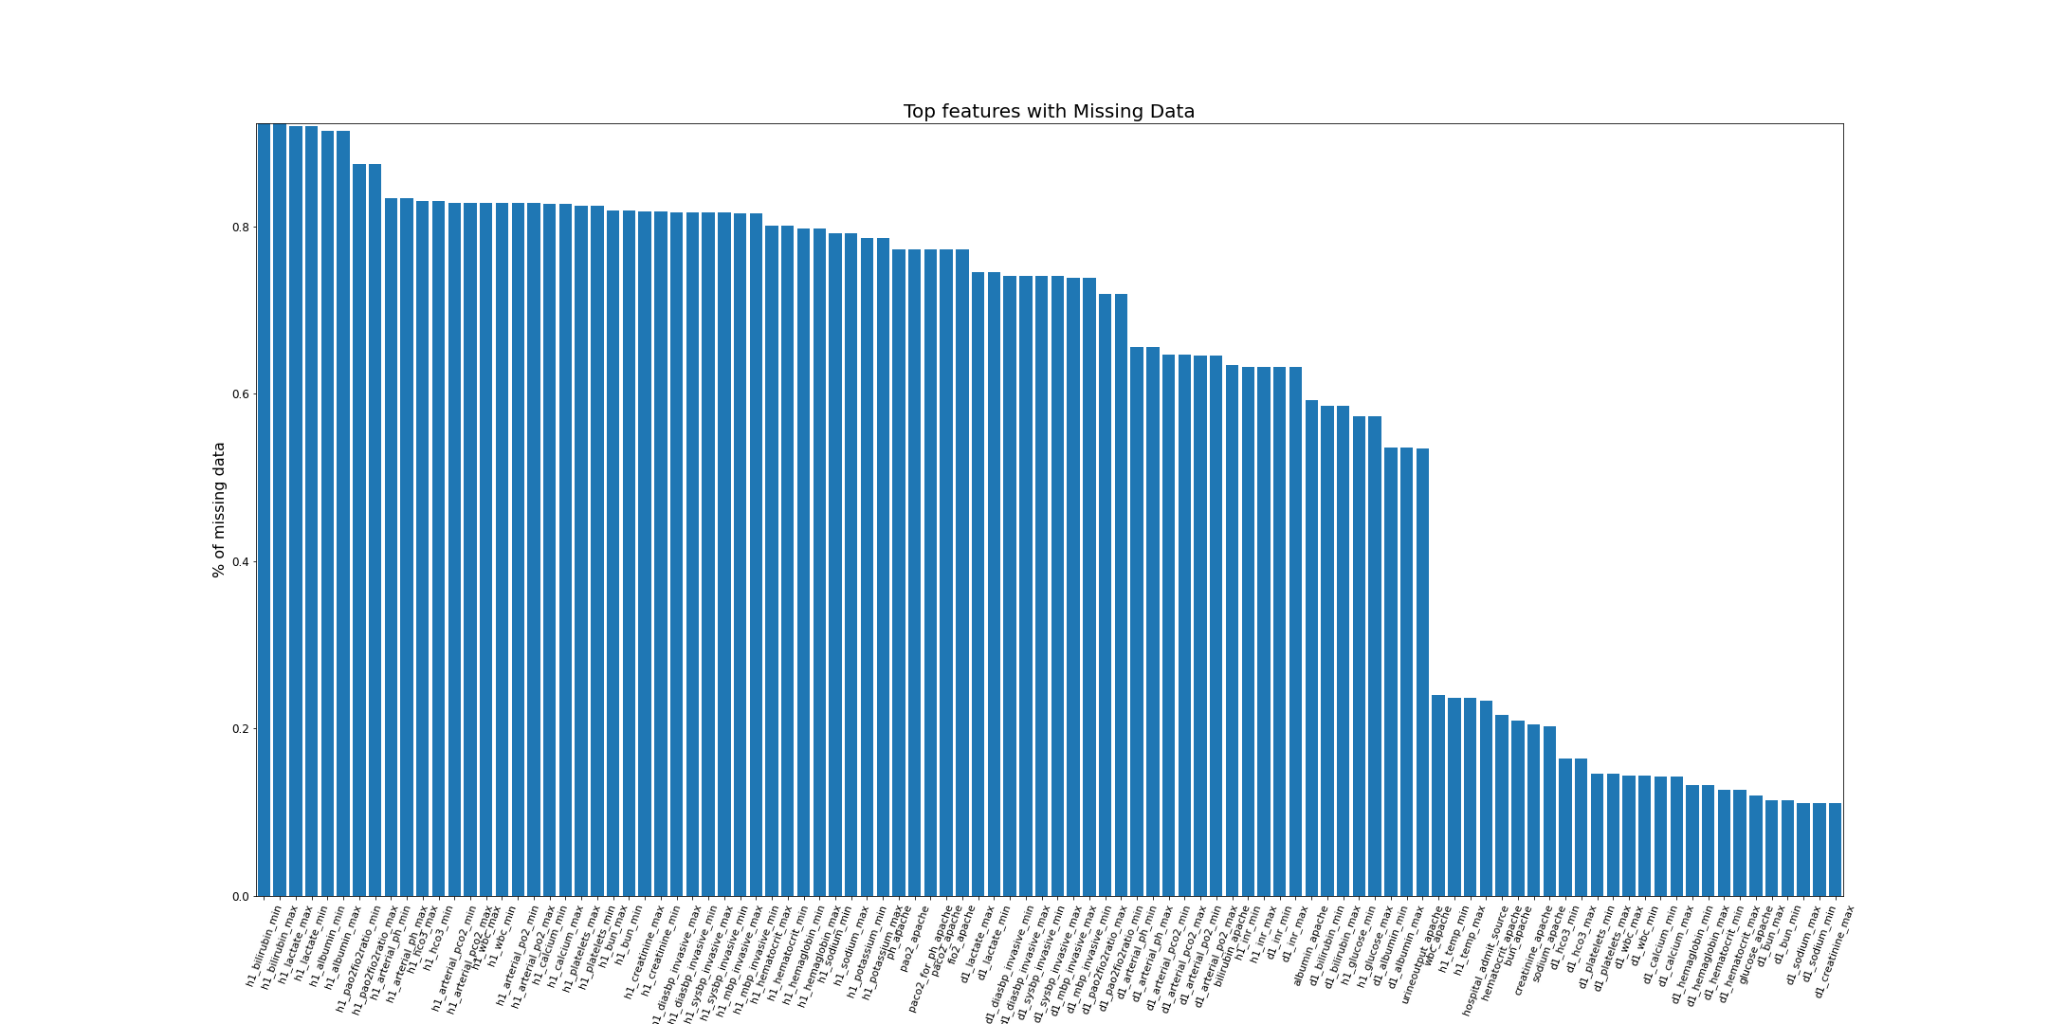 Top features with Missing Data
% of missing data
0.8
0.6
0.4
0.2
0.0
h1_bilirubin_min
h1_bilirubin_max
h1_lactate_max
h1_lactate_min
h1_albumin_min
h1_albumin_max
h1_pao2fio2ratio_min
h1_pao2fio2ratio_max
h1_arterial_ph_min
h1_arterial_ph_max
h1_hco3_max
h1_hco3_min
h1_arterial_pco2_min
h1_arterial_pco2_max
h1_wbc_max
h1_wbc_min
h1_arterial_po2_min
h1_arterial_po2_max
h1_calcium_min
h1_calcium_max
h1_platelets_max
h1_platelets_min
h1_bun_max
h1_bun_min
h1_creatinine_max
h1_creatinine_min
h1_diasbp_invasive_max
h1_diasbp_invasive_min
h1_sysbp_invasive_max
h1_sysbp_invasive_min
h1_mbp_invasive_max
h1_mbp_invasive_min
h1_hematocrit_max
h1_hematocrit_min
h1_hemaglobin_min
h1_hemaglobin_max
h1_sodium_min
h1_sodium_max
h1_potassium_min
h1_potassium_max
ph_apache
pao2_apache
paco2_for_ph_apache
paco2_apache
fio2_apache
d1_lactate_max
d1_lactate_min
d1_diasbp_invasive_min
d1_diasbp_invasive_max
d1_sysbp_invasive_min
d1_sysbp_invasive_max
d1_mbp_invasive_max
d1_mbp_invasive_min
d1_pao2fio2ratio_max
d1_pao2fio2ratio_min
d1_arterial_ph_min
d1_arterial_ph_max
d1_arterial_pco2_min
d1_arterial_pco2_max
d1_arterial_po2_min
d1_arterial_po2_max
bilirubin_apache
h1_inr_min
h1_inr_max
d1_inr_min
d1_inr_max
albumin_apache
d1_bilirubin_min
d1_bilirubin_max
h1_glucose_min
h1_glucose_max
d1_albumin_min
d1_albumin_max
urineoutput_apache
wbc_apache
h1_temp_min
h1_temp_max
hospital_admit_source
hematocrit_apache
bun_apache
creatinine_apache
sodium_apache
d1_hco3_min
d1_hco3_max
d1_platelets_min
d1_platelets_max
d1_wbc_max
d1_wbc_min
d1_calcium_min
d1_calcium_max
d1_hemaglobin_min
d1_hemaglobin_max
d1_hematocrit_min
d1_hematocrit_max
glucose_apache
d1_bun_max
d1_bun_min
d1_sodium_max
d1_sodium_min
d1_creatinine_max